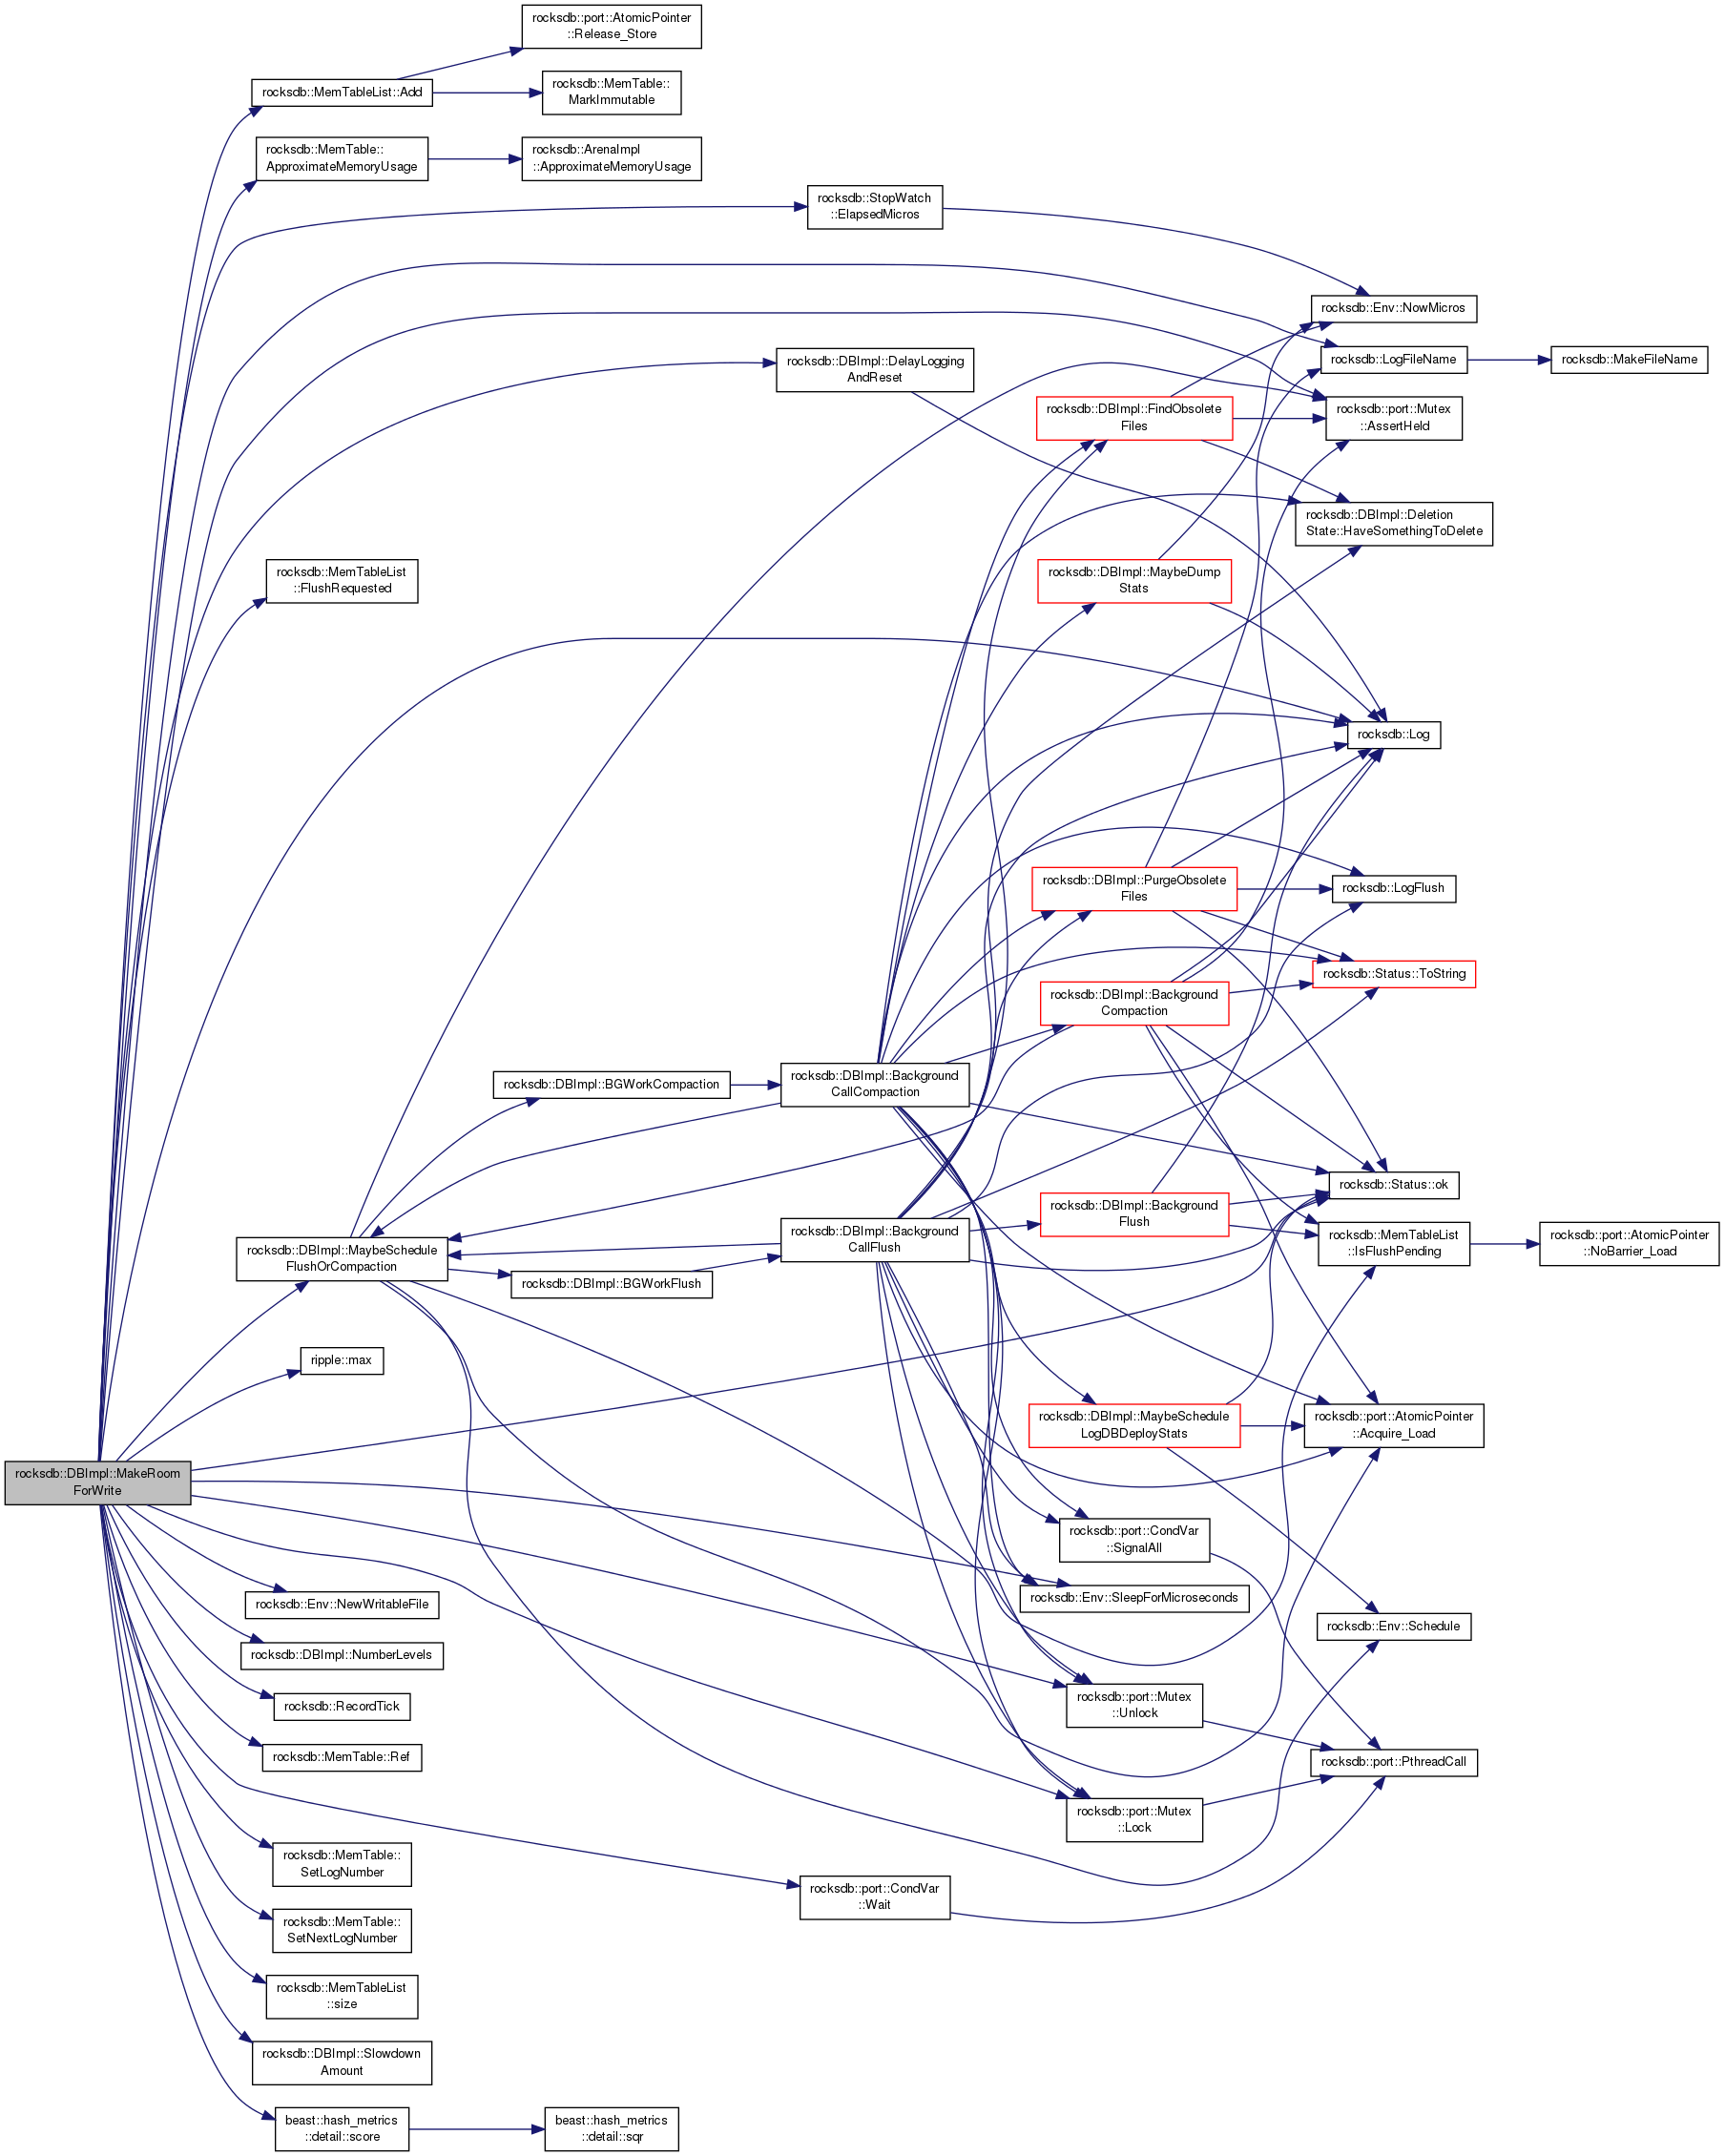 rocksdb::port::AtomicPointer
::Release_Store
rocksdb::MemTableList::Add
rocksdb::MemTable::
MarkImmutable
rocksdb::MemTable::
ApproximateMemoryUsage
rocksdb::ArenaImpl
::ApproximateMemoryUsage
rocksdb::StopWatch
::ElapsedMicros
rocksdb::Env::NowMicros
rocksdb::LogFileName
rocksdb::MakeFileName
rocksdb::DBImpl::DelayLogging
AndReset
rocksdb::DBImpl::FindObsolete
Files
rocksdb::port::Mutex
::AssertHeld
rocksdb::DBImpl::Deletion
State::HaveSomethingToDelete
rocksdb::MemTableList
::FlushRequested
rocksdb::DBImpl::MaybeDump
Stats
rocksdb::Log
rocksdb::DBImpl::PurgeObsolete
Files
rocksdb::LogFlush
rocksdb::Status::ToString
rocksdb::DBImpl::Background
Compaction
rocksdb::DBImpl::BGWorkCompaction
rocksdb::DBImpl::Background
CallCompaction
rocksdb::Status::ok
rocksdb::DBImpl::Background
Flush
rocksdb::DBImpl::MaybeSchedule
FlushOrCompaction
rocksdb::DBImpl::Background
CallFlush
rocksdb::MemTableList
::IsFlushPending
rocksdb::port::AtomicPointer
::NoBarrier_Load
rocksdb::DBImpl::BGWorkFlush
ripple::max
rocksdb::DBImpl::MaybeSchedule
LogDBDeployStats
rocksdb::port::AtomicPointer
::Acquire_Load
rocksdb::DBImpl::MakeRoom
ForWrite
rocksdb::port::CondVar
::SignalAll
rocksdb::Env::NewWritableFile
rocksdb::Env::SleepForMicroseconds
rocksdb::Env::Schedule
rocksdb::DBImpl::NumberLevels
rocksdb::RecordTick
rocksdb::port::Mutex
::Unlock
rocksdb::MemTable::Ref
rocksdb::port::PthreadCall
rocksdb::port::Mutex
::Lock
rocksdb::MemTable::
SetLogNumber
rocksdb::port::CondVar
::Wait
rocksdb::MemTable::
SetNextLogNumber
rocksdb::MemTableList
::size
rocksdb::DBImpl::Slowdown
Amount
beast::hash_metrics
::detail::score
beast::hash_metrics
::detail::sqr